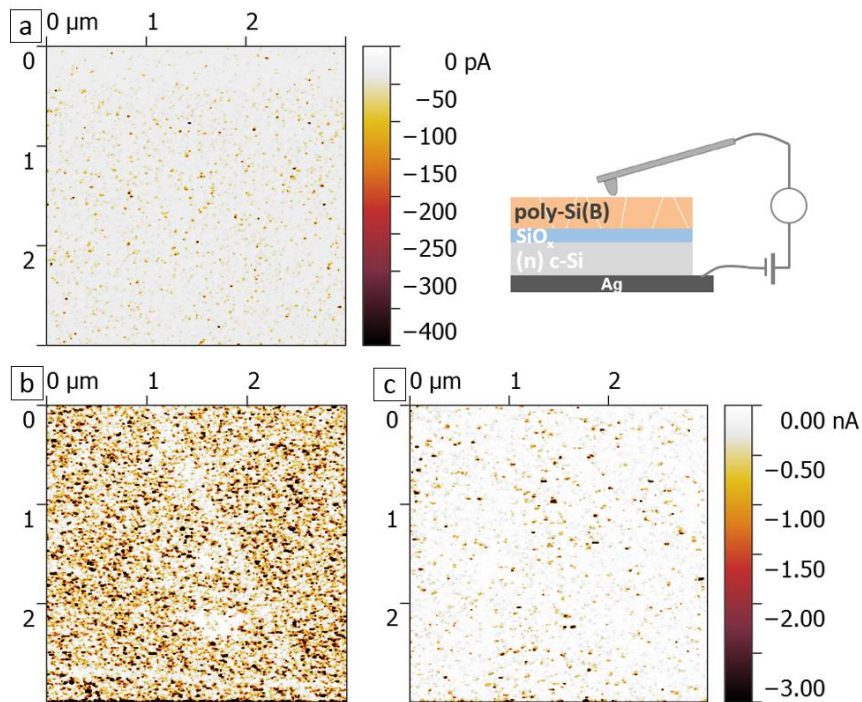 a
0 µm 1 2
0
1
2
0 pA
−50
−100
−150
−200
−250
−300
−350
−400
poly-Si(B)
SiOₓ
(n) c-Si
Ag
b
0 µm 1 2
0
1
2
c
0 µm 1 2
0
1
2
0.00 nA
−0.50
−1.00
−1.50
−2.00
−3.00